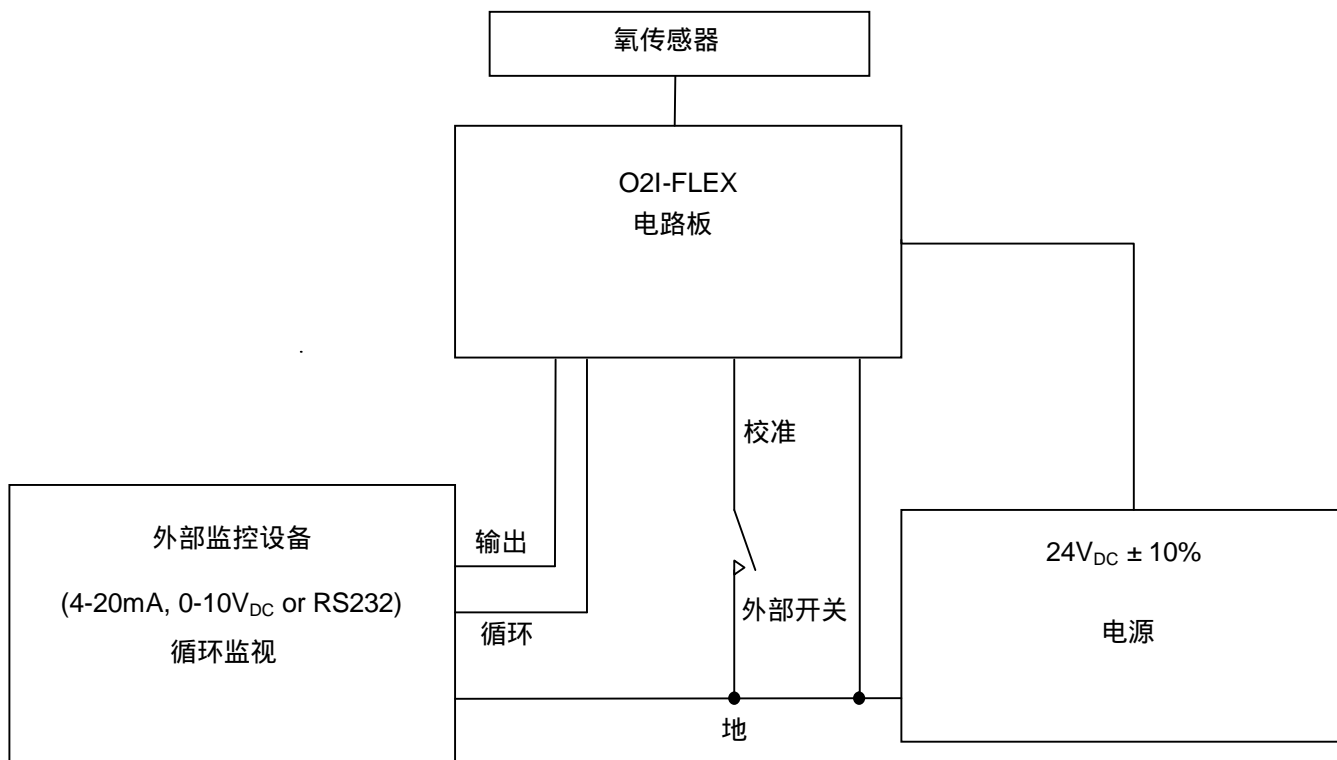 氧传感器
O2I-FLEX
电路板
校准
外部监控设备
(4-20mA, 0-10VDC or RS232)
循环监视
输出
循环
外部开关
地
24VDC ± 10%
电源